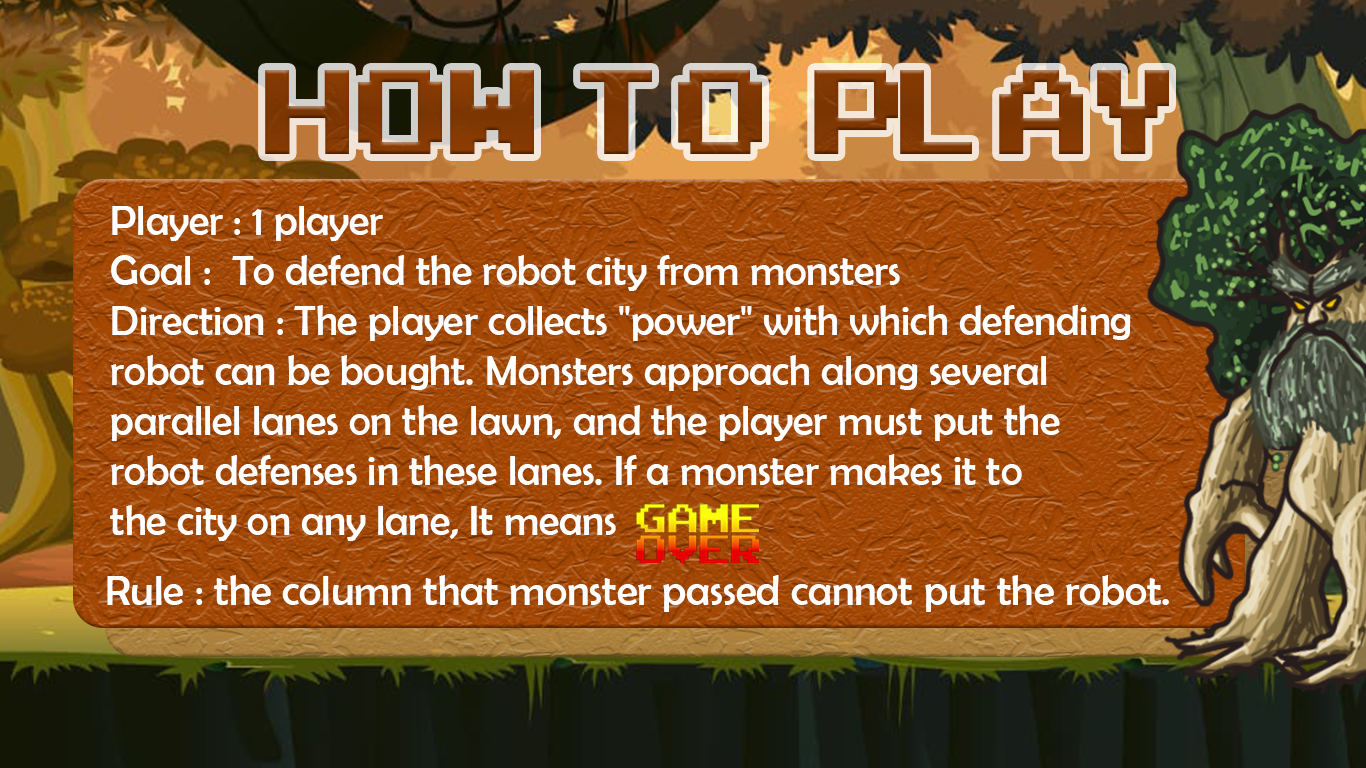 HOW TO PLAY
Player : 1 player
Goal :  To defend the robot city from monsters
Direction : The player collects "power" with which defending
robot can be bought. Monsters approach along several
parallel lanes on the lawn, and the player must put the
robot defenses in these lanes. If a monster makes it to
the city on any lane, It means GAME OVER
Rule : the column that monster passed cannot put the robot.